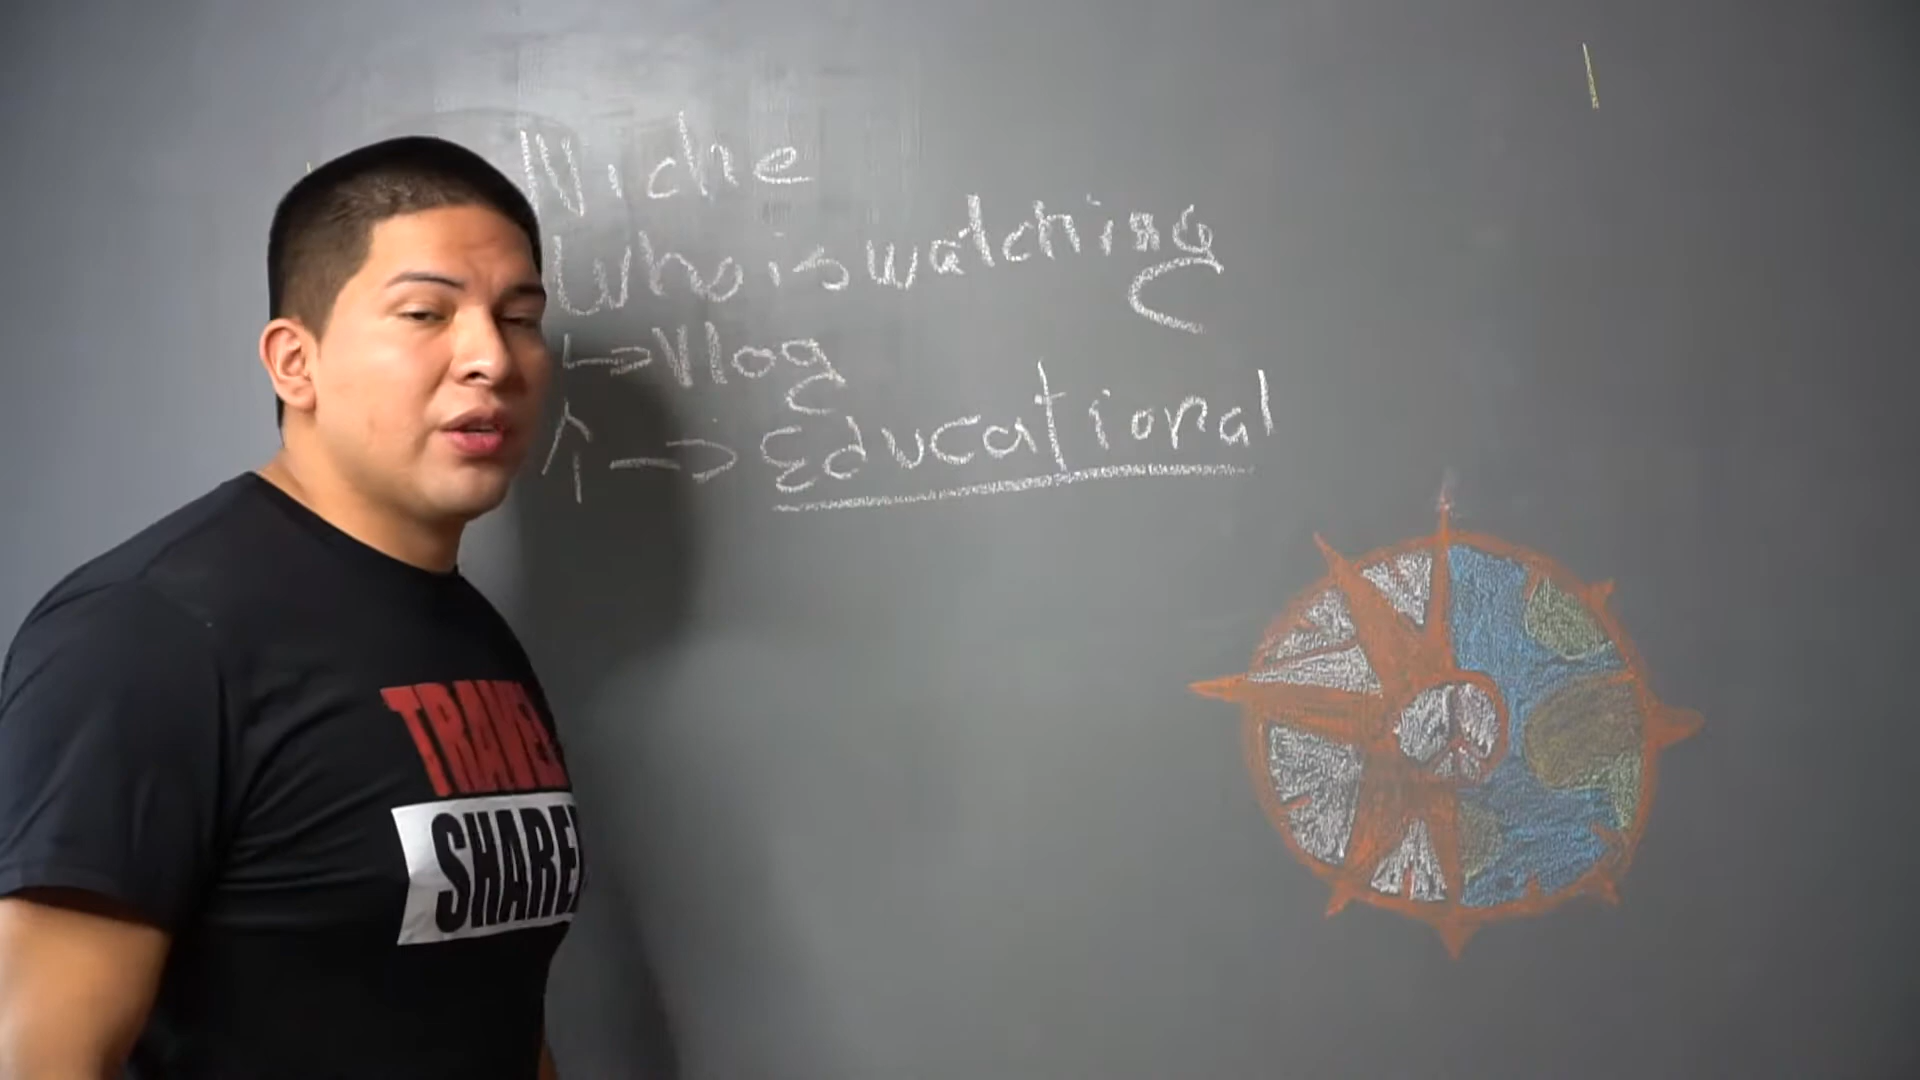 Niche
Who is watching
→ Vlog
↑ → Educational
TRAVEL
SHARE